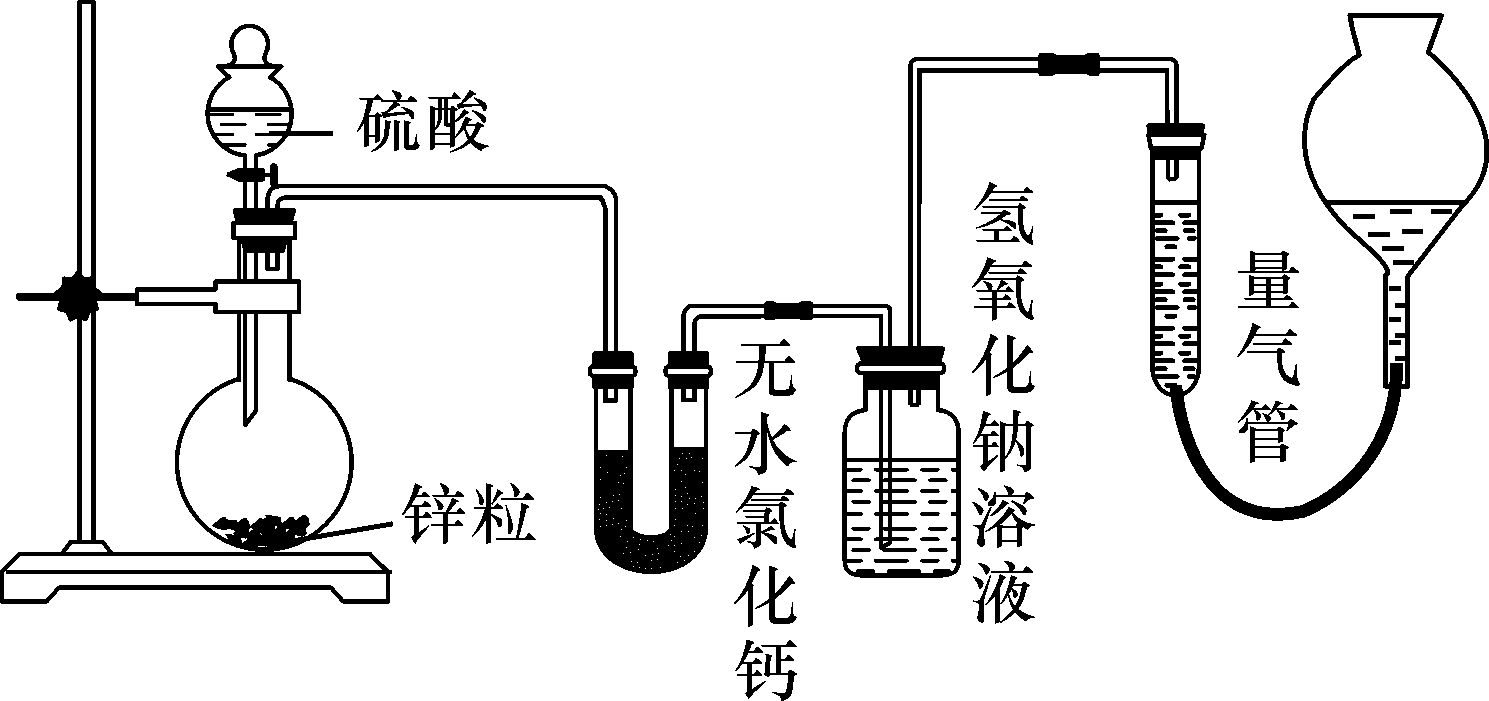 硫酸
锌粒
无水氯化钙
氢氧化钠溶液
量气管